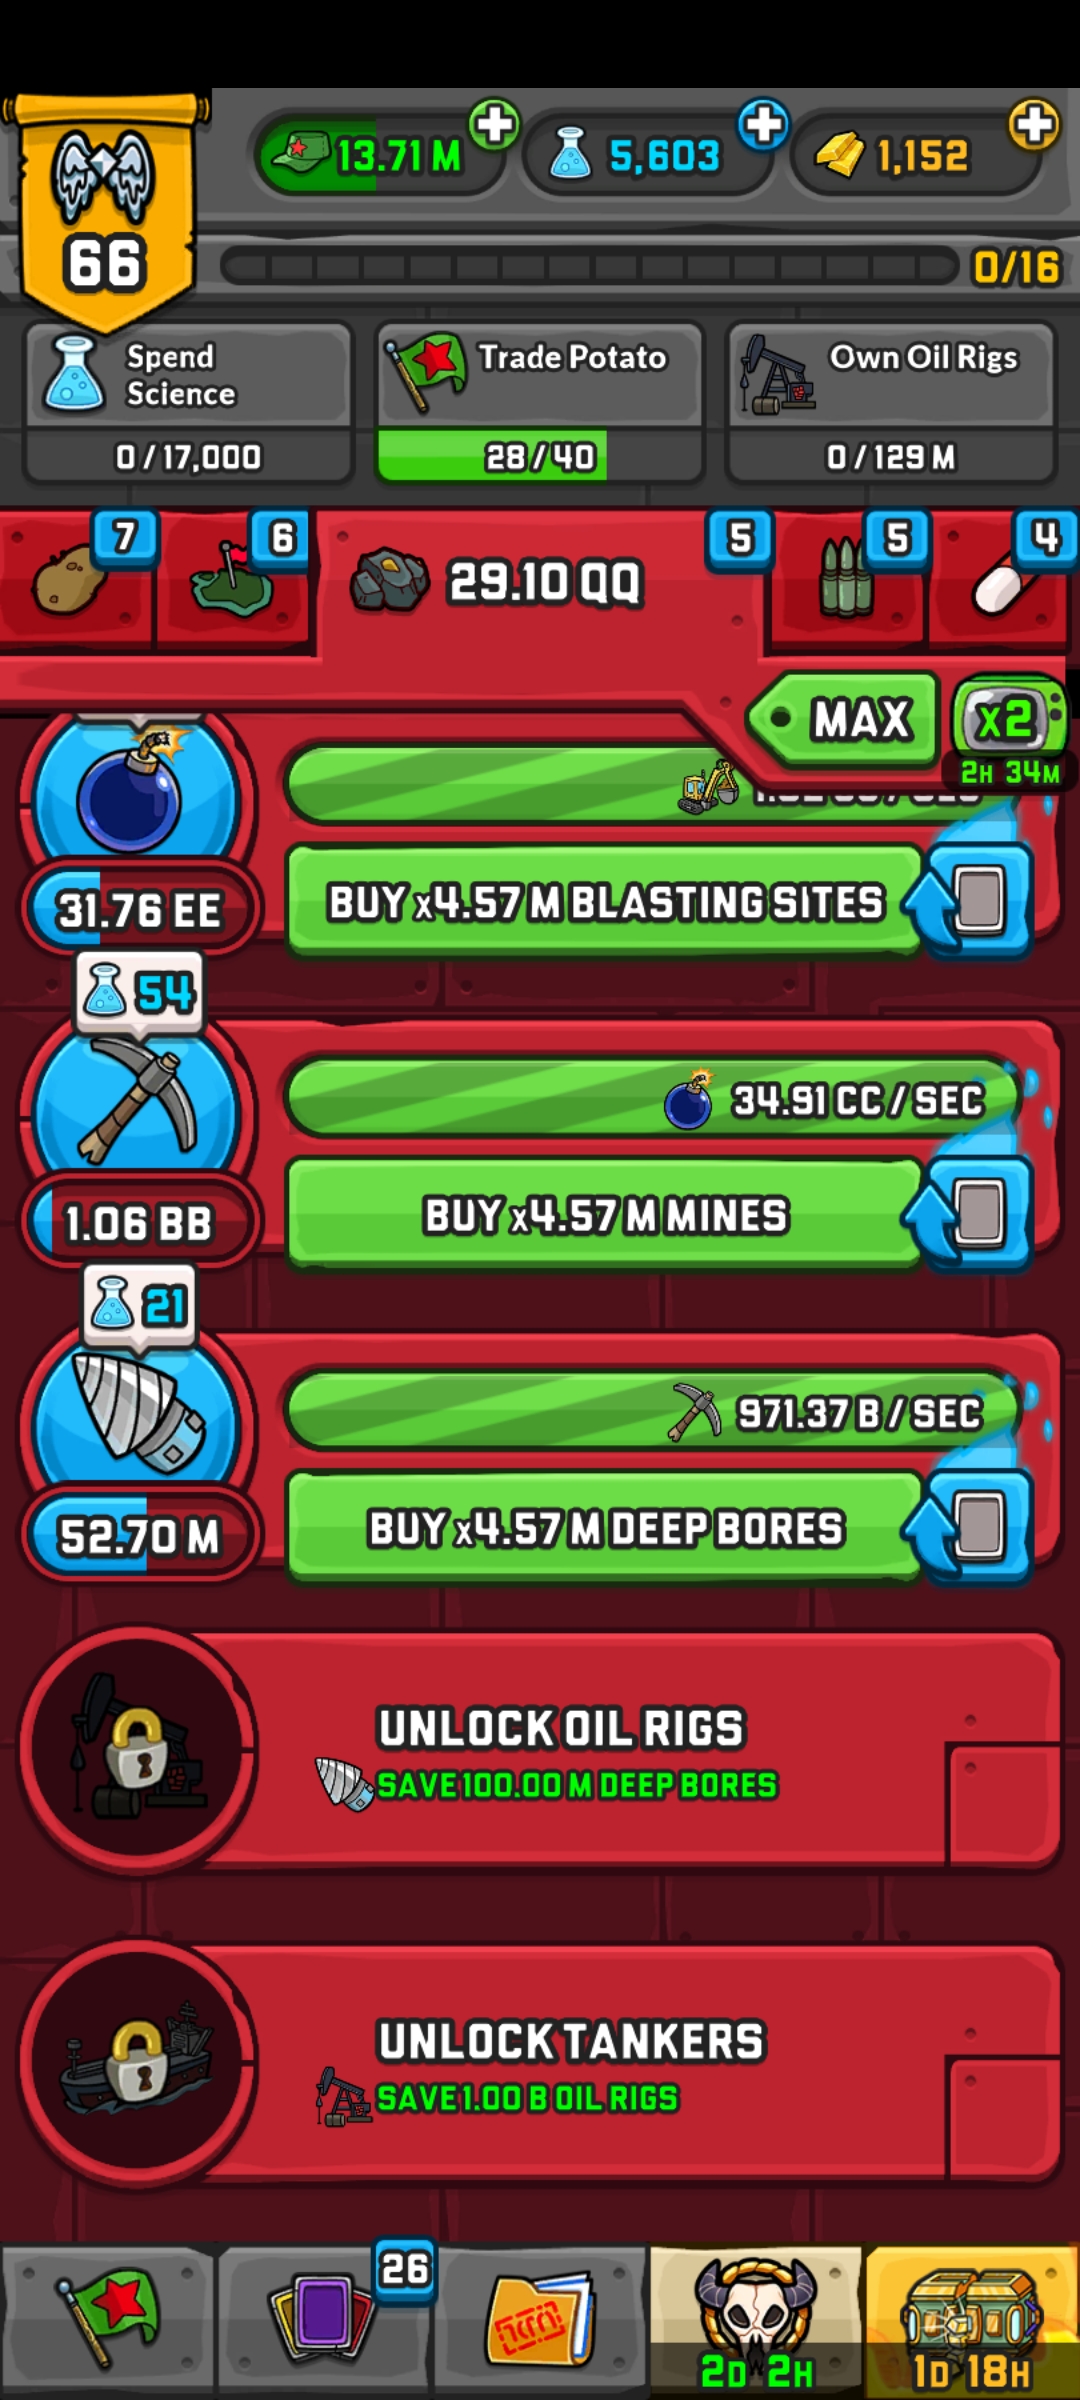 13.71 M
5,603
1,152
66
0/16
Spend
Science
0 / 17,000
Trade Potato
28 / 40
Own Oil Rigs
0 / 129 M
7
6
29.10 QQ
5
5
4
MAX
X2
2H 34M
31.76 EE
BUY x4.57 M BLASTING SITES
54
34.91 CC / SEC
1.06 BB
BUY x4.57 M MINES
21
971.37 B / SEC
52.70 M
BUY x4.57 M DEEP BORES
UNLOCK OIL RIGS
SAVE 100.00 M DEEP BORES
UNLOCK TANKERS
SAVE 1.00 B OIL RIGS
26
2D 2H
1D 18H